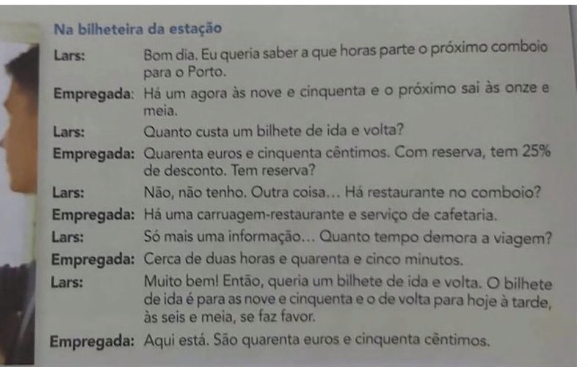 Na bilheteira da estação
Lars: Bom dia. Eu queria saber a que horas parte o próximo comboio
para o Porto.
Empregada: Há um agora às nove e cinquenta e o próximo sai às onze e
meia.
Lars: Quanto custa um bilhete de ida e volta?
Empregada: Quarenta euros e cinquenta cêntimos. Com reserva, tem 25%
de desconto. Tem reserva?
Lars: Não, não tenho. Outra coisa... Há restaurante no comboio?
Empregada: Há uma carruagem-restaurante e serviço de cafetaria.
Lars: Só mais uma informação... Quanto tempo demora a viagem?
Empregada: Cerca de duas horas e quarenta e cinco minutos.
Lars: Muito bem! Então, queria um bilhete de ida e volta. O bilhete
de ida é para as nove e cinquenta e o de volta para hoje à tarde,
às seis e meia, se faz favor.
Empregada: Aqui está. São quarenta euros e cinquenta cêntimos.